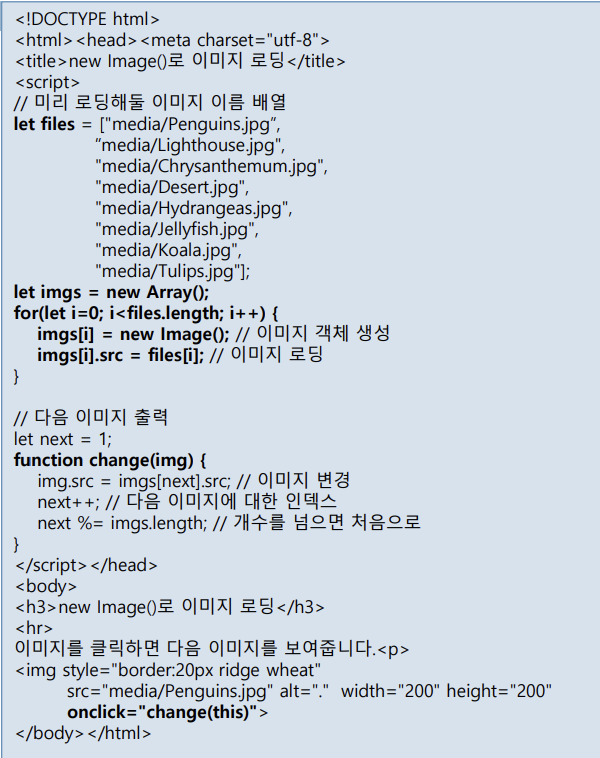 <!DOCTYPE html>
<html><head><meta charset="utf-8">
<title>new Image()로 이미지 로딩</title>
<script>
// 미리 로딩해둘 이미지 이름 배열
let files = ["media/Penguins.jpg“,
“media/Lighthouse.jpg",
"media/Chrysanthemum.jpg",
"media/Desert.jpg",
"media/Hydrangeas.jpg",
"media/Jellyfish.jpg",
"media/Koala.jpg",
"media/Tulips.jpg"];
let imgs = new Array();
for(let i=0; i<files.length; i++) {
imgs[i] = new Image(); // 이미지 객체 생성
imgs[i].src = files[i]; // 이미지 로딩
}
// 다음 이미지 출력
let next = 1;
function change(img) {
img.src = imgs[next].src; // 이미지 변경
next++; // 다음 이미지에 대한 인덱스
next %= imgs.length; // 개수를 넘으면 처음으로
}
</script></head>
<body>
<h3>new Image()로 이미지 로딩</h3>
<hr>
이미지를 클릭하면 다음 이미지를 보여줍니다.<p>
<img style="border:20px ridge wheat"
src="media/Penguins.jpg" alt="." width="200" height="200"
onclick="change(this)">
</body></html>